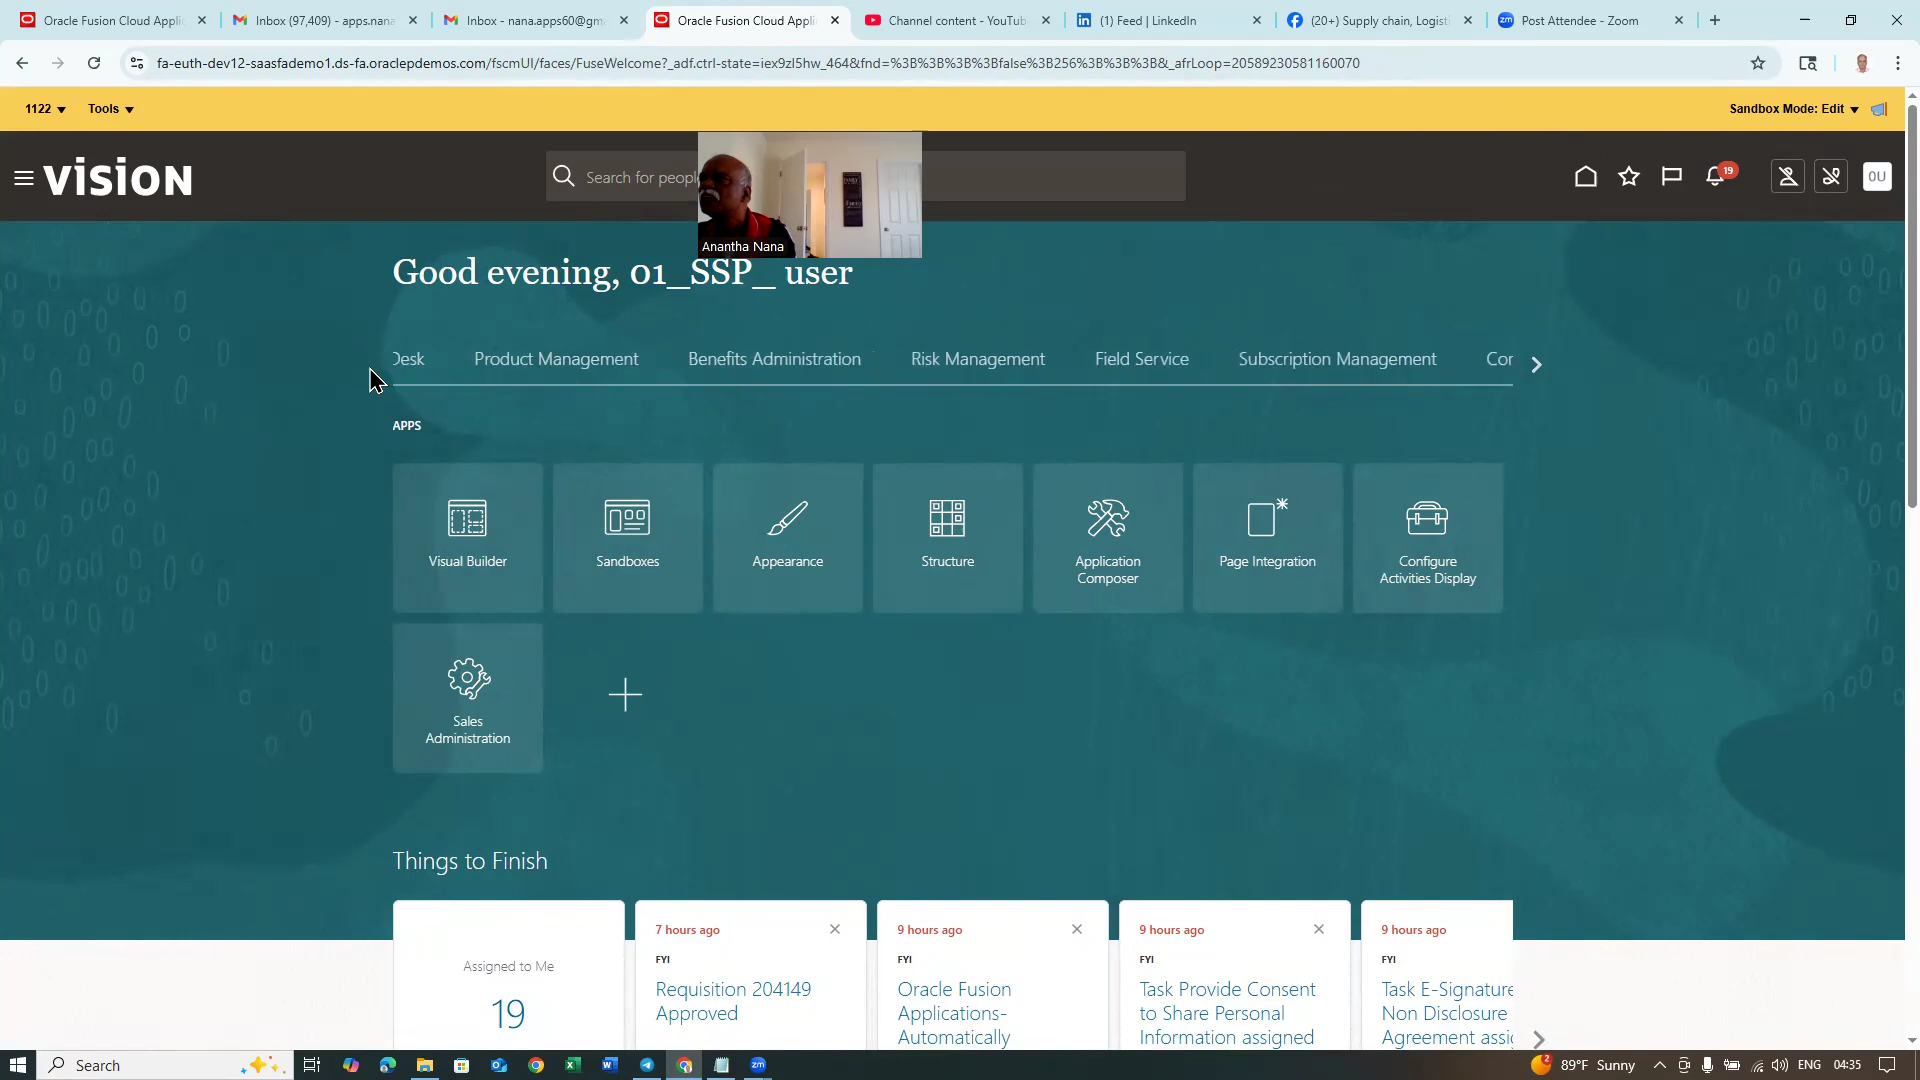 Oracle Fusion Cloud Applic
Inbox (97,409) - apps.nana
Inbox - nana.apps60@gma
Oracle Fusion Cloud Appli
Channel content - YouTub
(1) Feed | LinkedIn
(20+) Supply chain, Logisti
Post Attendee - Zoom
fa-euth-dev12-saasfademo1.ds-fa.oraclepdemos.com/fscmUI/faces/FuseWelcome?_adf.ctrl-state=iex9zl5hw_464&fnd=%3B%3B%3B%3Bfalse%3B256%3B%3B%3B&_afrLoop=20589230581160070
1122 Tools Sandbox Mode: Edit
vision
Search for peopl
19
OU
Anantha Nana
Good evening, 01_SSP_ user
Desk Product Management Benefits Administration Risk Management Field Service Subscription Management Cor
APPS
Visual Builder
Sandboxes
Appearance
Structure
Application
Composer
Page Integration
Configure
Activities Display
Sales
Administration
Things to Finish
Assigned to Me
19
7 hours ago
FYI
Requisition 204149
Approved
9 hours ago
FYI
Oracle Fusion
Applications-
Automatically
9 hours ago
FYI
Task Provide Consent
to Share Personal
Information assigned
9 hours ago
FYI
Task E-Signature
Non Disclosure
Agreement assig
Search
2
89°F Sunny
ENG
04:35